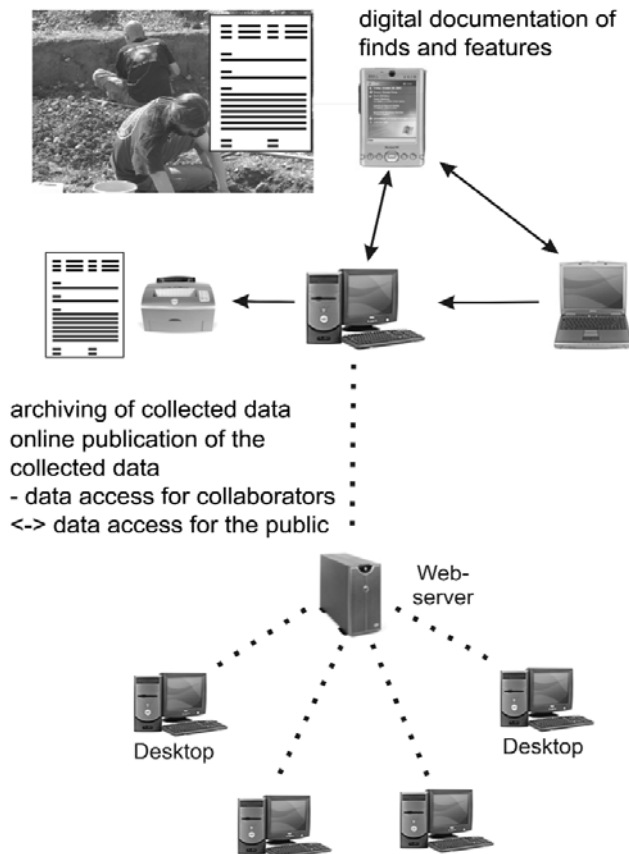 digital documentation of
finds and features
archiving of collected data
online publication of the
collected data
- data access for collaborators
<-> data access for the public
Web-
server
Desktop
Desktop